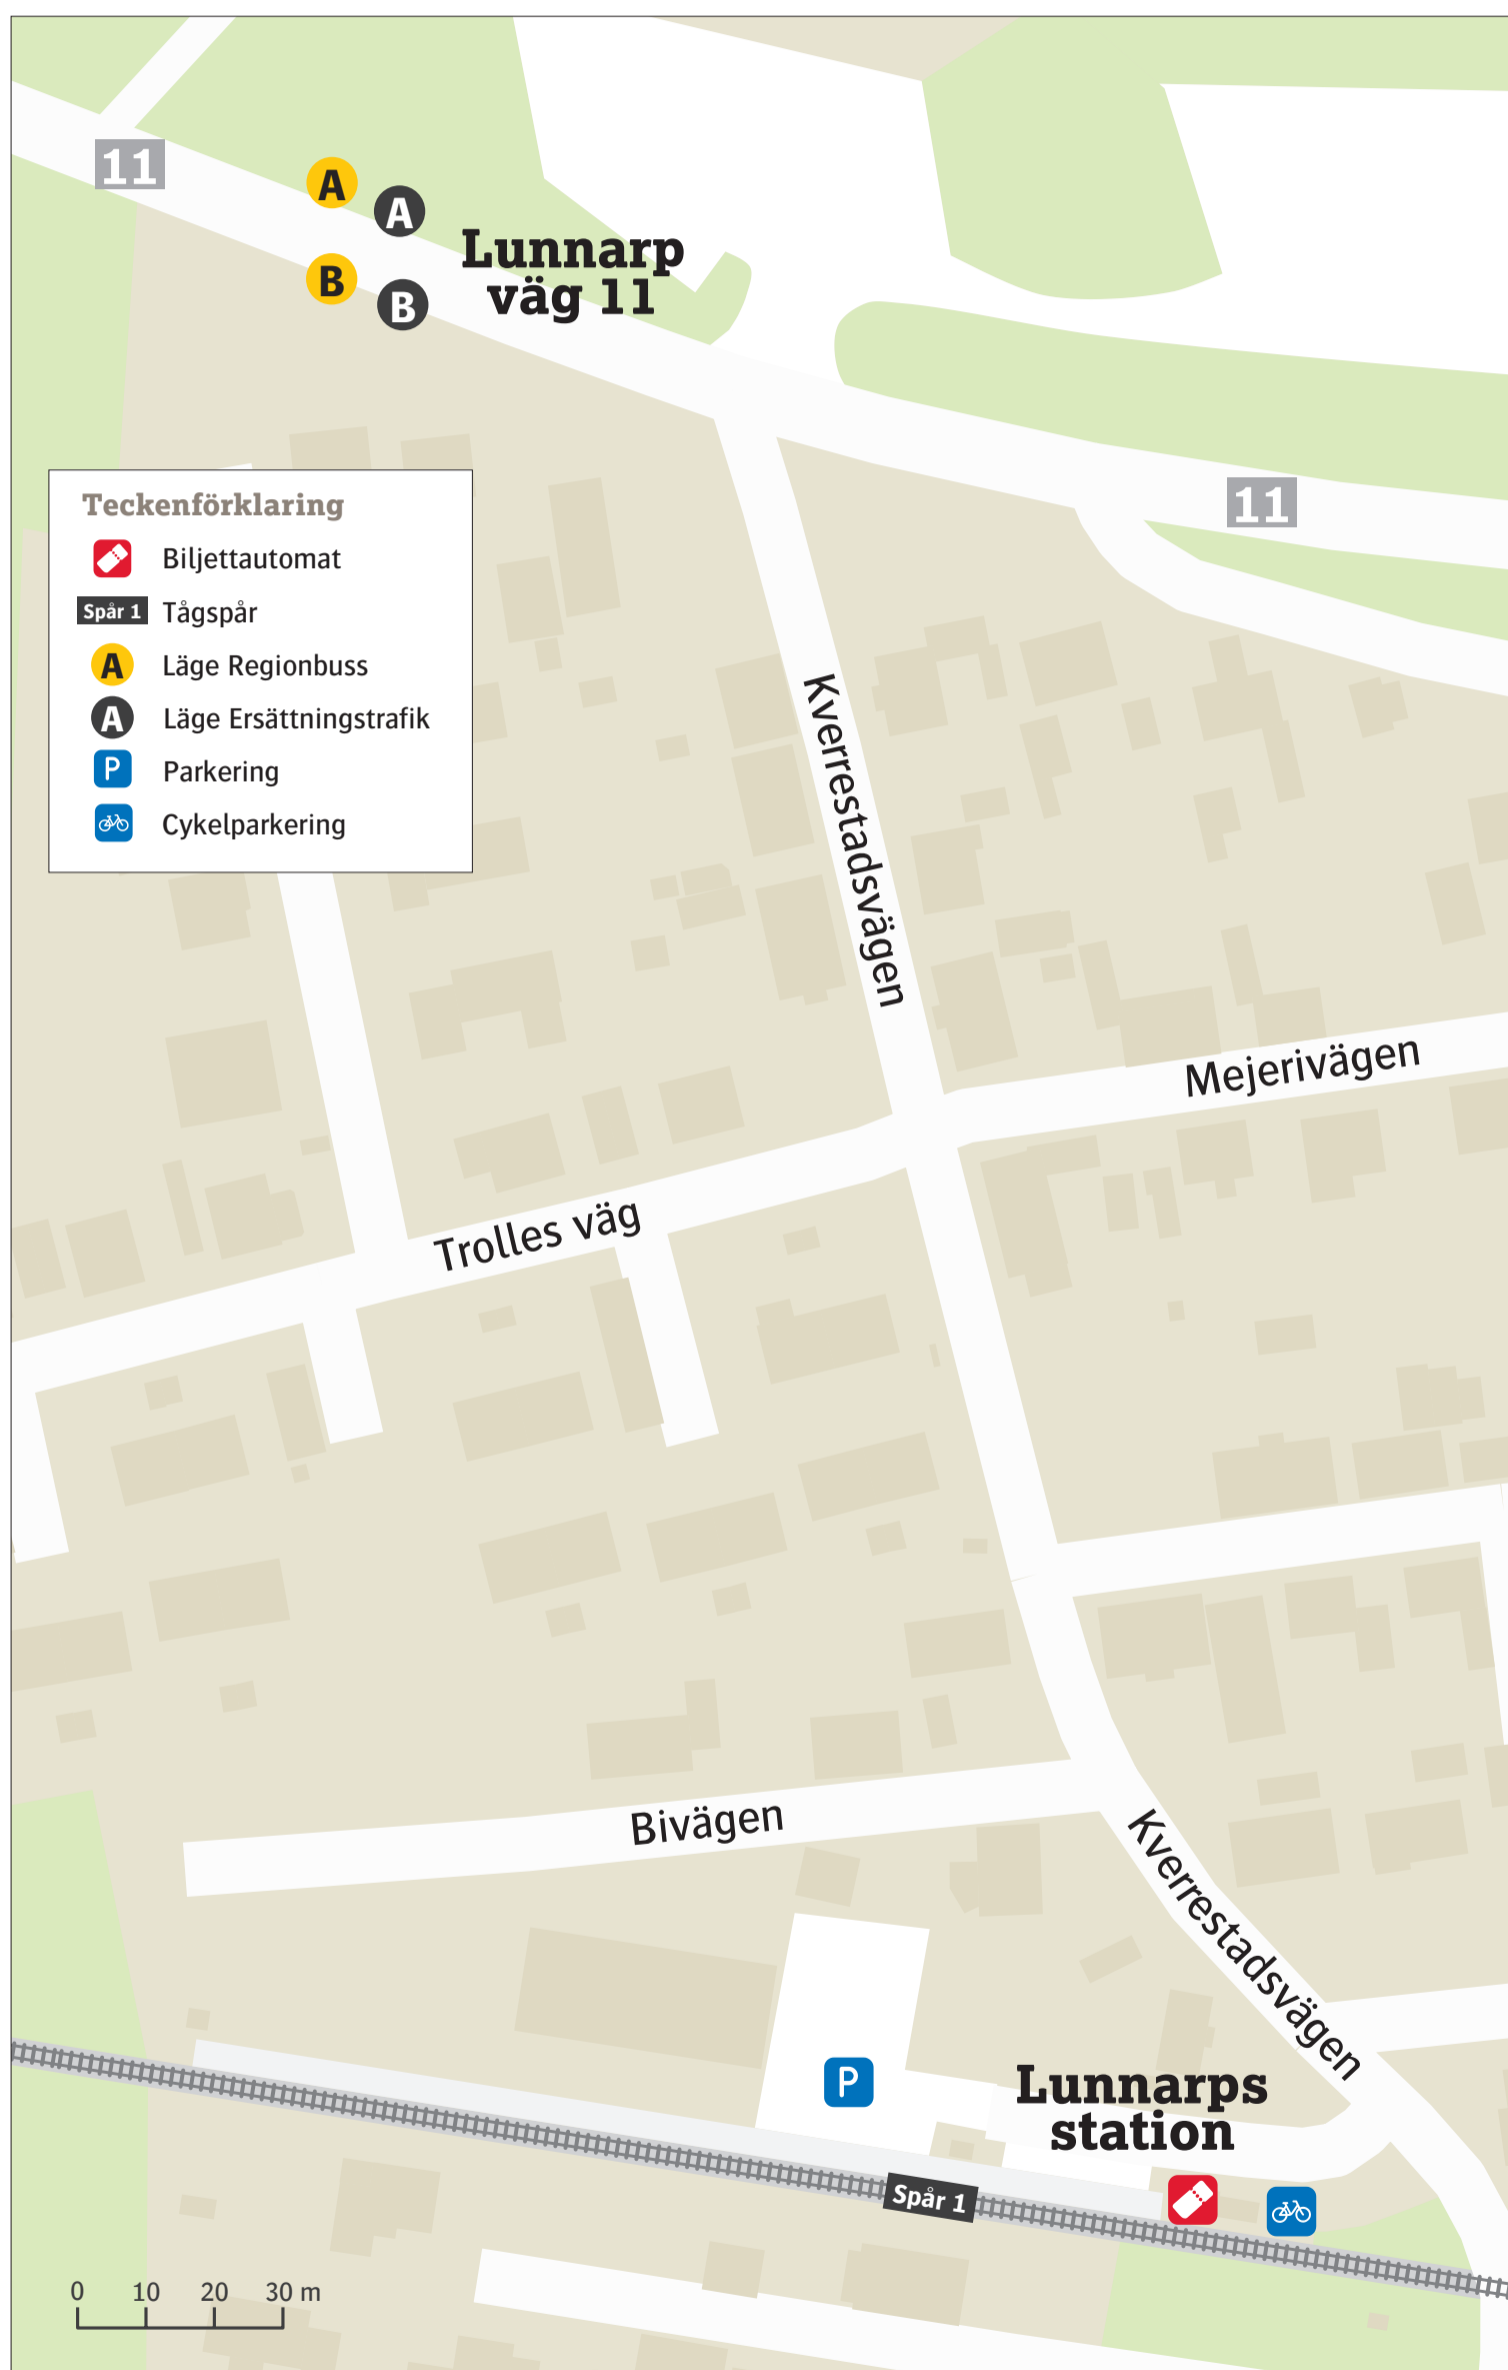 11
A
A
B
B
Lunnarp
väg 11
11
Teckenförklaring
Biljettautomat
Spår 1 Tågspår
A Läge Regionbuss
A Läge Ersättningstrafik
P Parkering
Cykelparkering
Kverrestadsvägen
Mejerivägen
Trolles väg
Bivägen
Kverrestadsvägen
P
Lunnarps
station
Spår 1
0 10 20 30 m